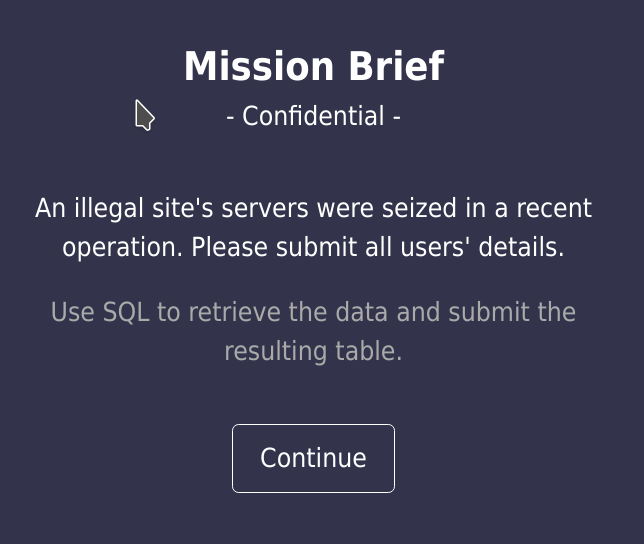 Mission Brief
- Confidential -
An illegal site's servers were seized in a recent
operation. Please submit all users' details.
Use SQL to retrieve the data and submit the
resulting table.
Continue